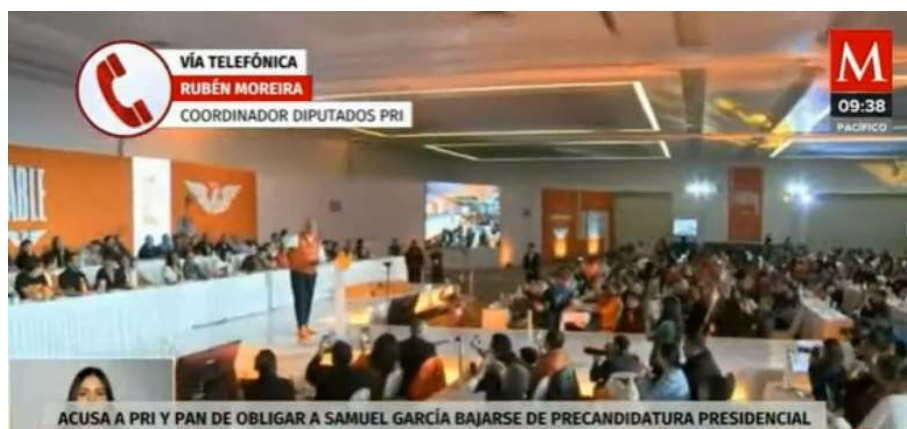 VÍA TELEFÓNICA
RUBÉN MOREIRA
COORDINADOR DIPUTADOS PRI
M
09:38
PACÍFICO
ABLE
ACUSA A PRI Y PAN DE OBLIGAR A SAMUEL GARCÍA BAJARSE DE PRECANDIDATURA PRESIDENCIAL